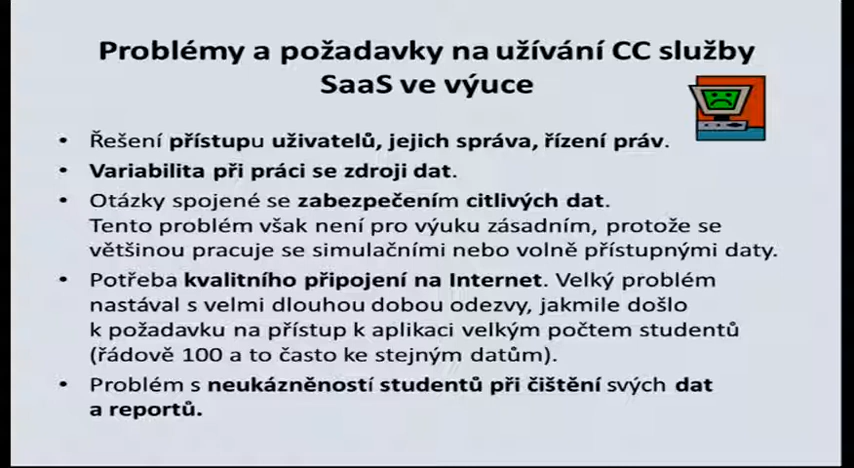 Problémy a požadavky na užívání CC služby
SaaS ve výuce
• Řešení přístupu uživatelů, jejich správa, řízení práv.
• Variabilita při práci se zdroji dat.
• Otázky spojené se zabezpečením citlivých dat.
Tento problém však není pro výuku zásadním, protože se
většinou pracuje se simulačními nebo volně přístupnými daty.
• Potřeba kvalitního připojení na Internet. Velký problém
nastával s velmi dlouhou dobou odezvy, jakmile došlo
k požadavku na přístup k aplikaci velkým počtem studentů
(řádově 100 a to často ke stejným datům).
• Problém s neukázněností studentů při čištění svých dat
a reportů.